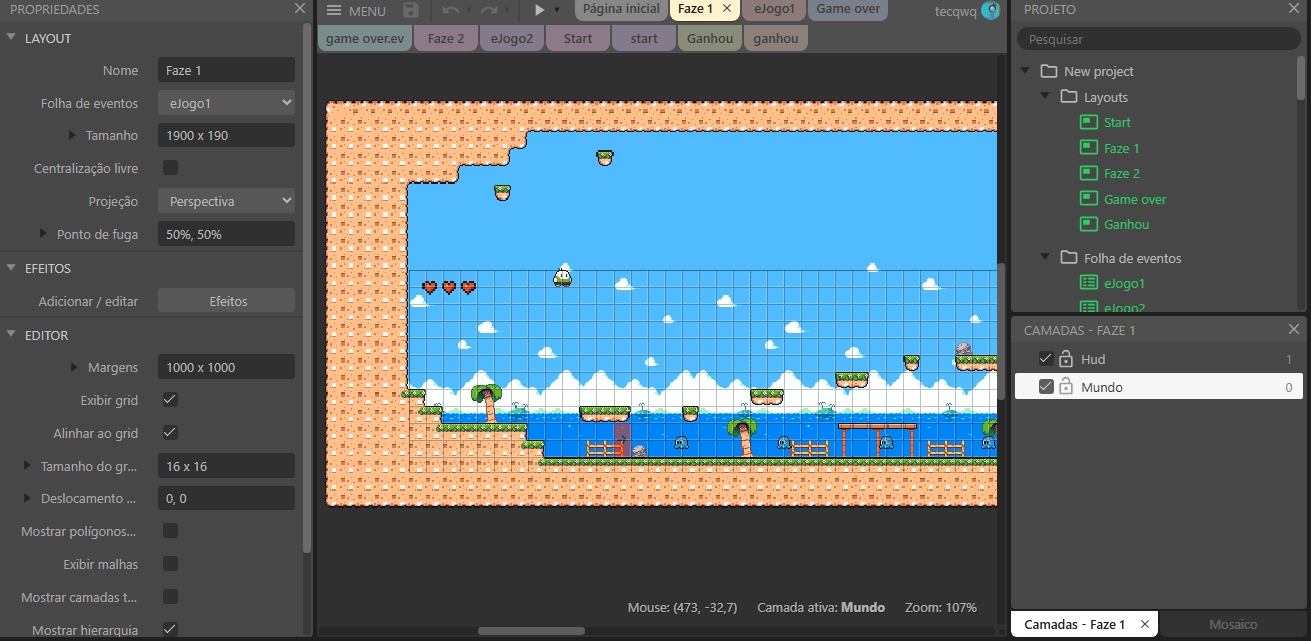 PROPRIEDADES
LAYOUT
Nome Faze 1
Folha de eventos eJogo1
Tamanho 1900 x 190
Centralização livre
Projeção Perspectiva
Ponto de fuga 50%, 50%
EFEITOS
Adicionar / editar Efeitos
EDITOR
Margens 1000 x 1000
Exibir grid
Alinhar ao grid
Tamanho do gr... 16 x 16
Deslocamento ... 0, 0
Mostrar polígonos...
Exibir malhas
Mostrar camadas t...
Mostrar hierarquia
MENU
Página inicial Faze 1 eJogo1 Game over
tecqwq
game over.ev Faze 2 eJogo2 Start start Ganhou ganhou
Mouse: (473, -32,7) Camada ativa: Mundo Zoom: 107%
PROJETO
Pesquisar
New project
Layouts
Start
Faze 1
Faze 2
Game over
Ganhou
Folha de eventos
eJogo1
eJogo2
CAMADAS - FAZE 1
Hud 1
Mundo 0
Camadas - Faze 1 Mosaico